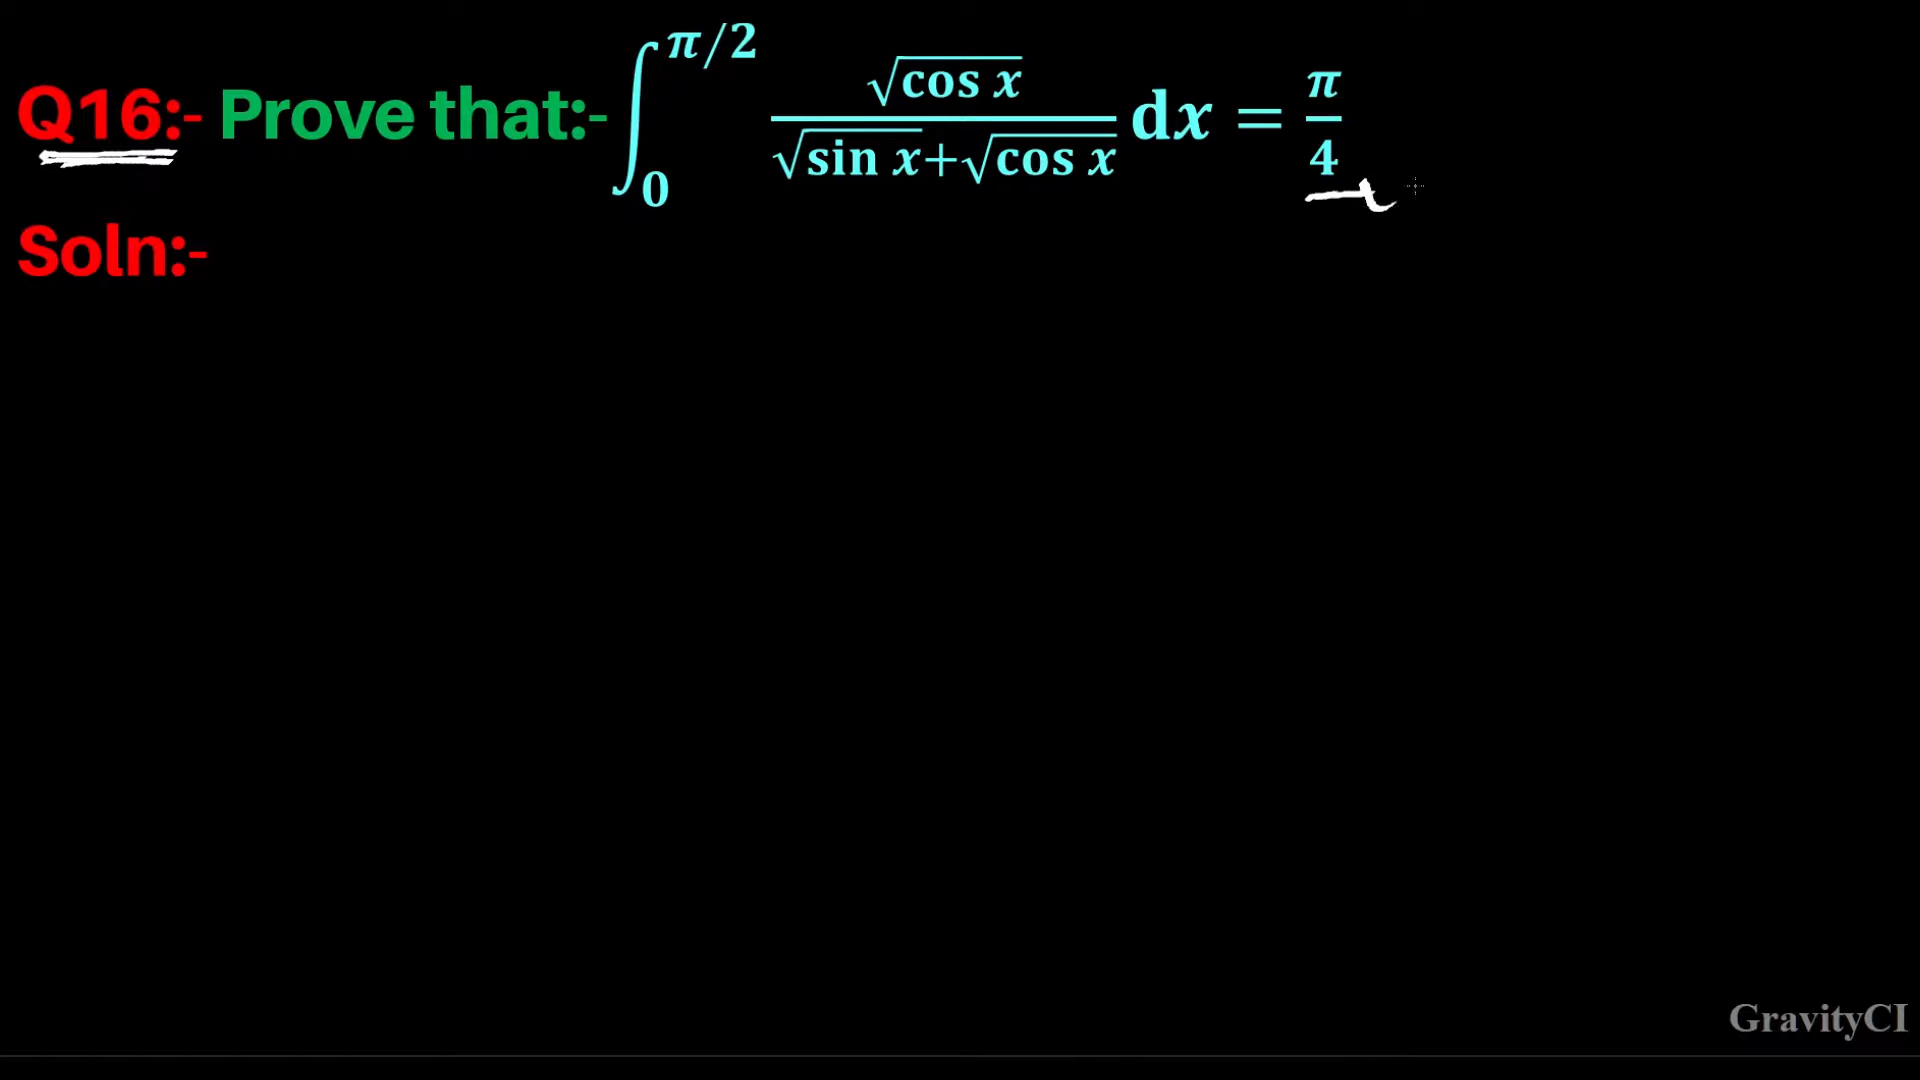 Q16:- Prove that:- ∫₀^{π/2} √(cos x) / (√(sin x)+√(cos x)) dx = π/4
Soln:-
GravityCI